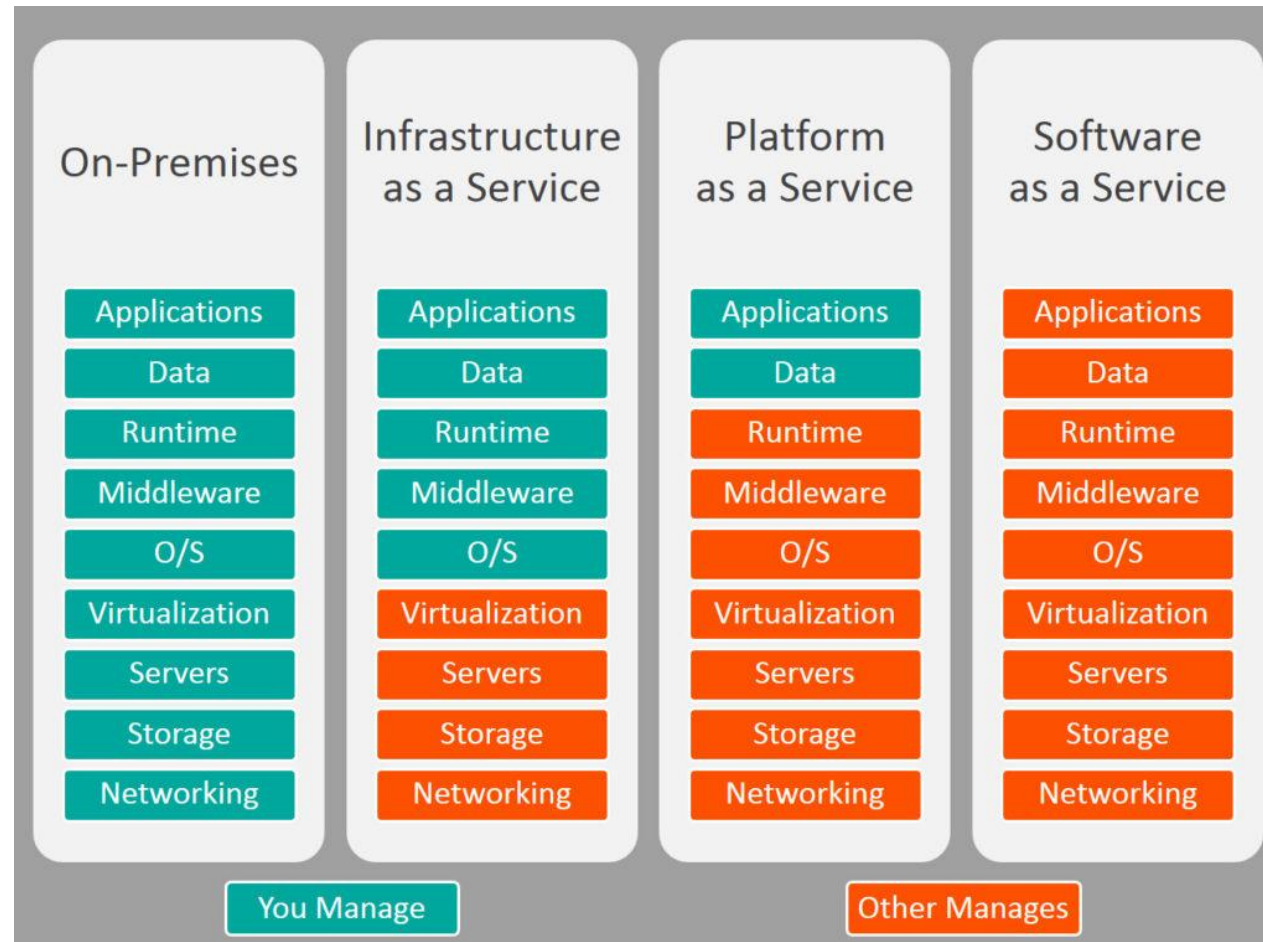 On-Premises
Applications
Data
Runtime
Middleware
O/S
Virtualization
Servers
Storage
Networking
Infrastructure
as a Service
Applications
Data
Runtime
Middleware
O/S
Virtualization
Servers
Storage
Networking
Platform
as a Service
Applications
Data
Runtime
Middleware
O/S
Virtualization
Servers
Storage
Networking
Software
as a Service
Applications
Data
Runtime
Middleware
O/S
Virtualization
Servers
Storage
Networking
You Manage
Other Manages